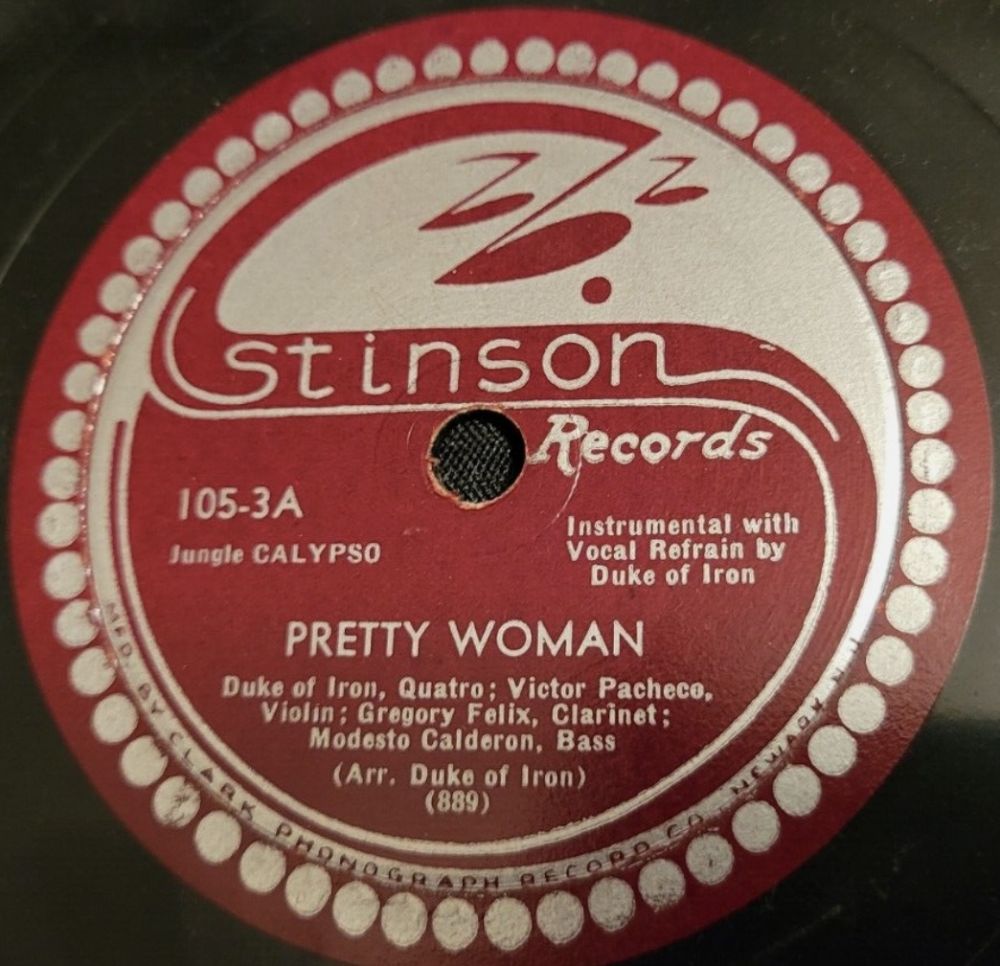 Stinson
Records
105-3A
Jungle CALYPSO
Instrumental with
Vocal Refrain by
Duke of Iron
PRETTY WOMAN
Duke of Iron, Quatro; Victor Pacheco,
Violin; Gregory Felix, Clarinet;
Modesto Calderon, Bass
(Arr. Duke of Iron)
(889)
MFD. BY CLARK PHONOGRAPH RECORD CO. NEWARK N.J.